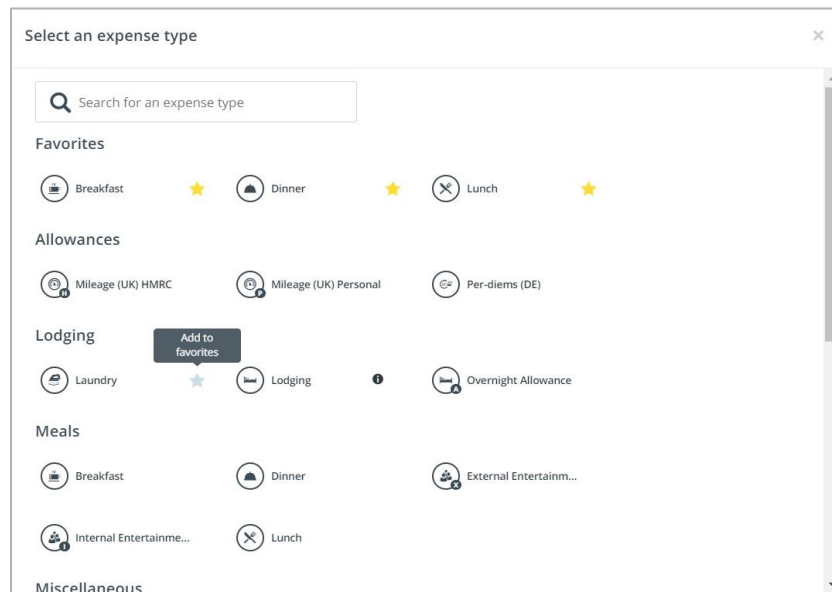 Select an expense type
Search for an expense type
Favorites
Breakfast
Dinner
Lunch
Allowances
H
Mileage (UK) HMRC
P
Mileage (UK) Personal
Per-diems (DE)
Lodging
Add to
favorites
Laundry
Lodging
i
A
Overnight Allowance
Meals
Breakfast
Dinner
X
External Entertainm...
I
Internal Entertainme...
Lunch
Miscellaneous